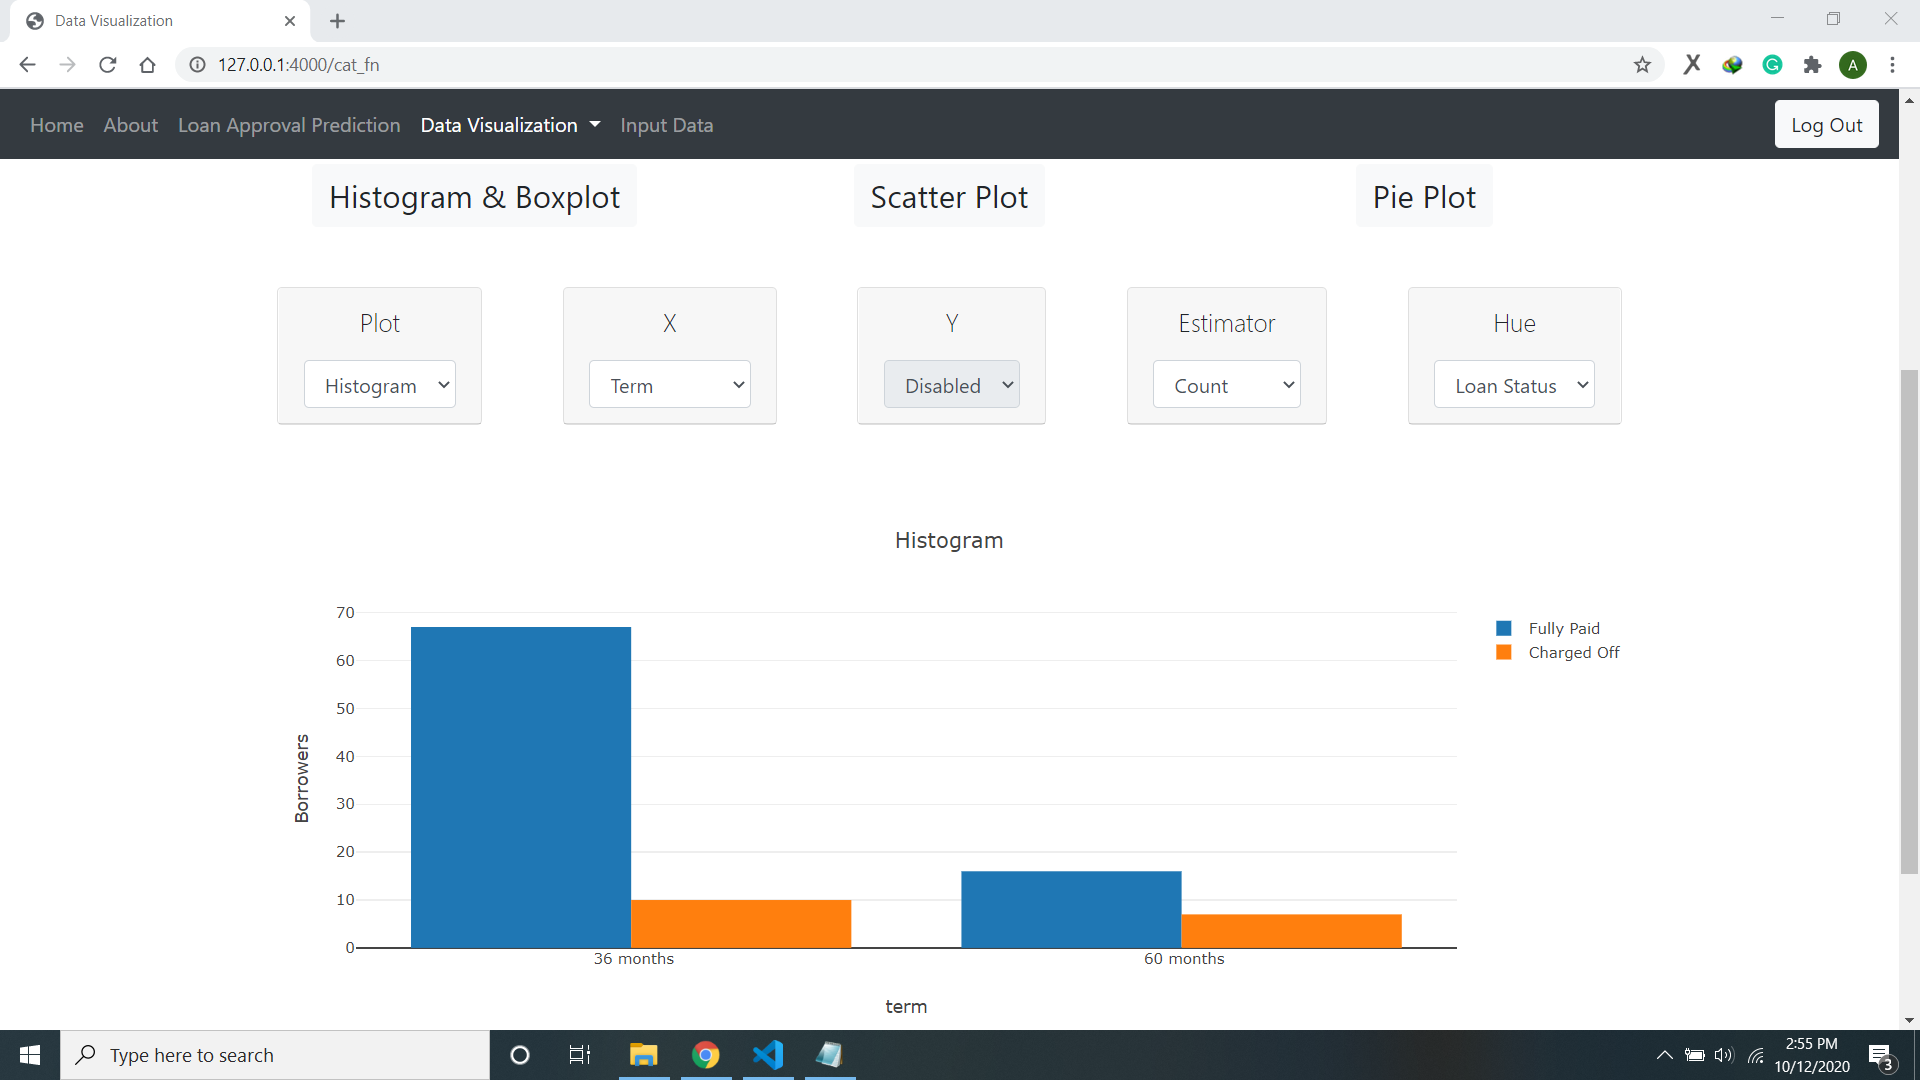 Data Visualization
127.0.0.1:4000/cat_fn
A
Home About Loan Approval Prediction Data Visualization Input Data Log Out
Histogram & Boxplot Scatter Plot Pie Plot
Plot X Y Estimator Hue
Histogram Term Disabled Count Loan Status
Histogram
70
60
50
40
30
20
10
0
Borrowers
36 months 60 months
term
Fully Paid
Charged Off
Type here to search
2:55 PM
10/12/2020
3